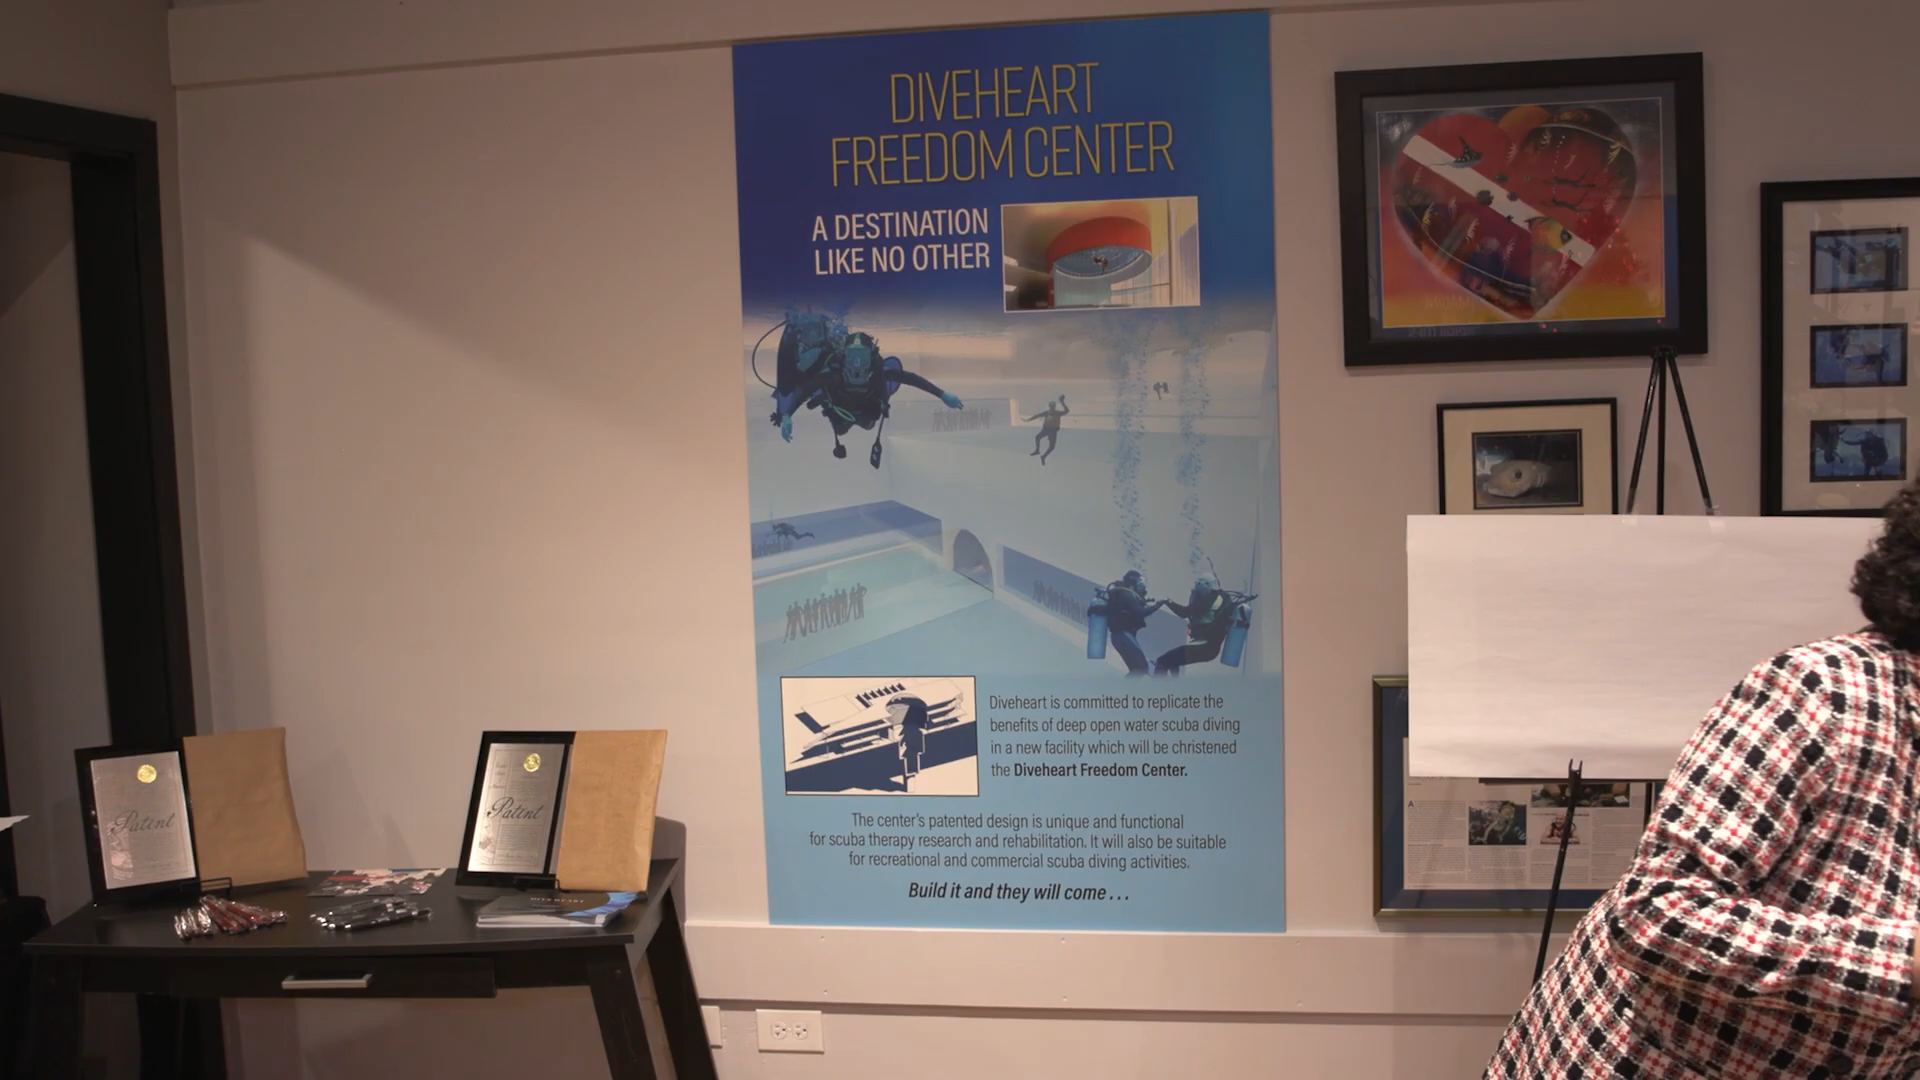 DIVEHEART
FREEDOM CENTER
A DESTINATION
LIKE NO OTHER
Diveheart is committed to replicate the
benefits of deep open water scuba diving
in a new facility which will be christened
the Diveheart Freedom Center.
The center's patented design is unique and functional
for scuba therapy research and rehabilitation. It will also be suitable
for recreational and commercial scuba diving activities.
Build it and they will come . . .
Patent
Patent